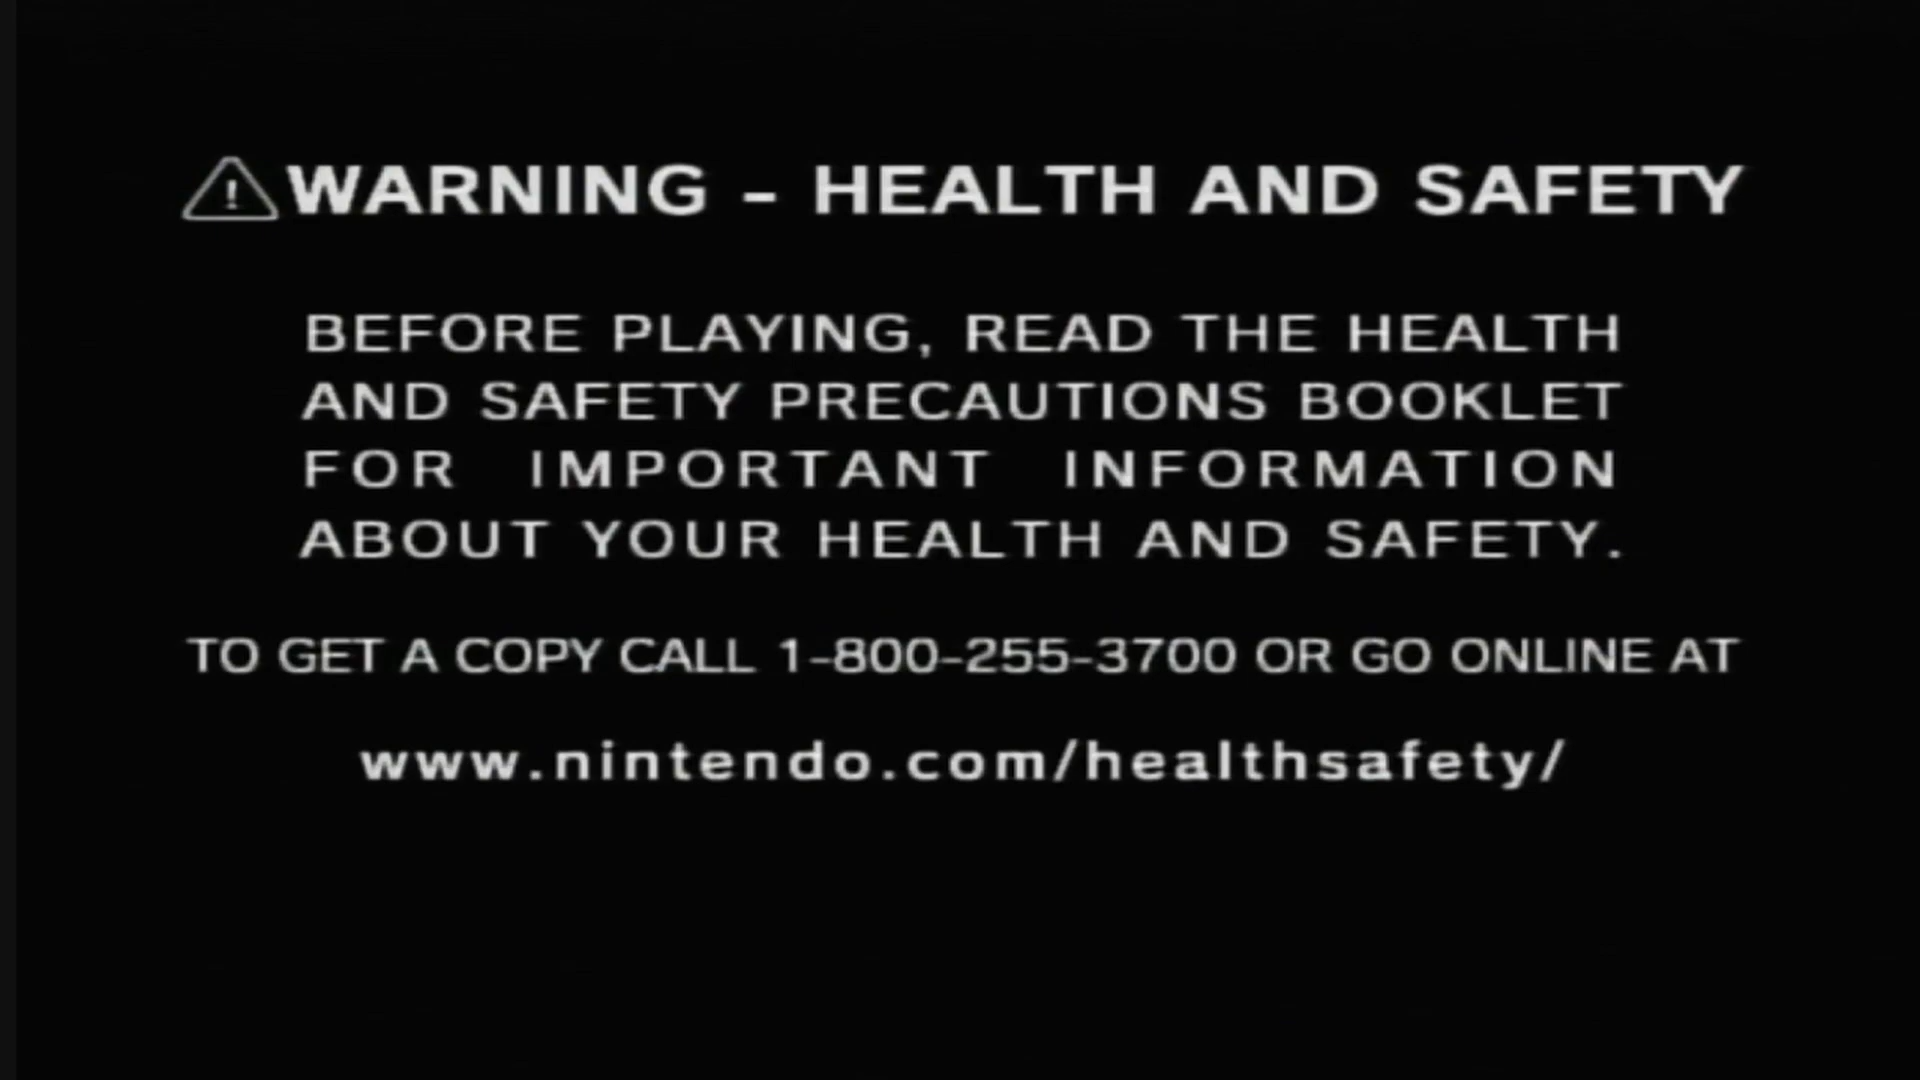 ⚠WARNING - HEALTH AND SAFETY
BEFORE PLAYING, READ THE HEALTH
AND SAFETY PRECAUTIONS BOOKLET
FOR IMPORTANT INFORMATION
ABOUT YOUR HEALTH AND SAFETY.
TO GET A COPY CALL 1-800-255-3700 OR GO ONLINE AT
www.nintendo.com/healthsafety/